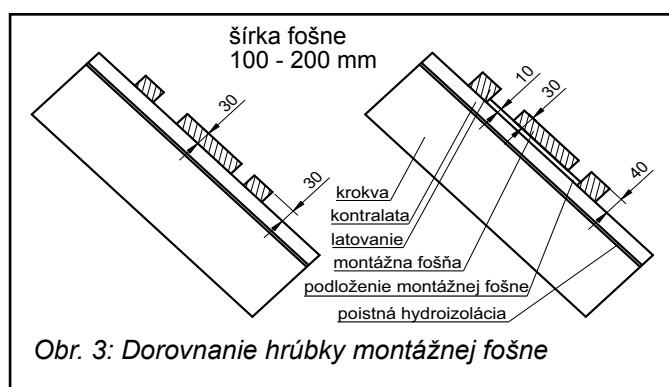 šírka fošne
100 - 200 mm
30
30
10
30
40
krokva
kontralata
latovanie
montážna fošňa
podloženie montážnej fošne
poistná hydroizolácia
Obr. 3: Dorovnanie hrúbky montážnej fošne